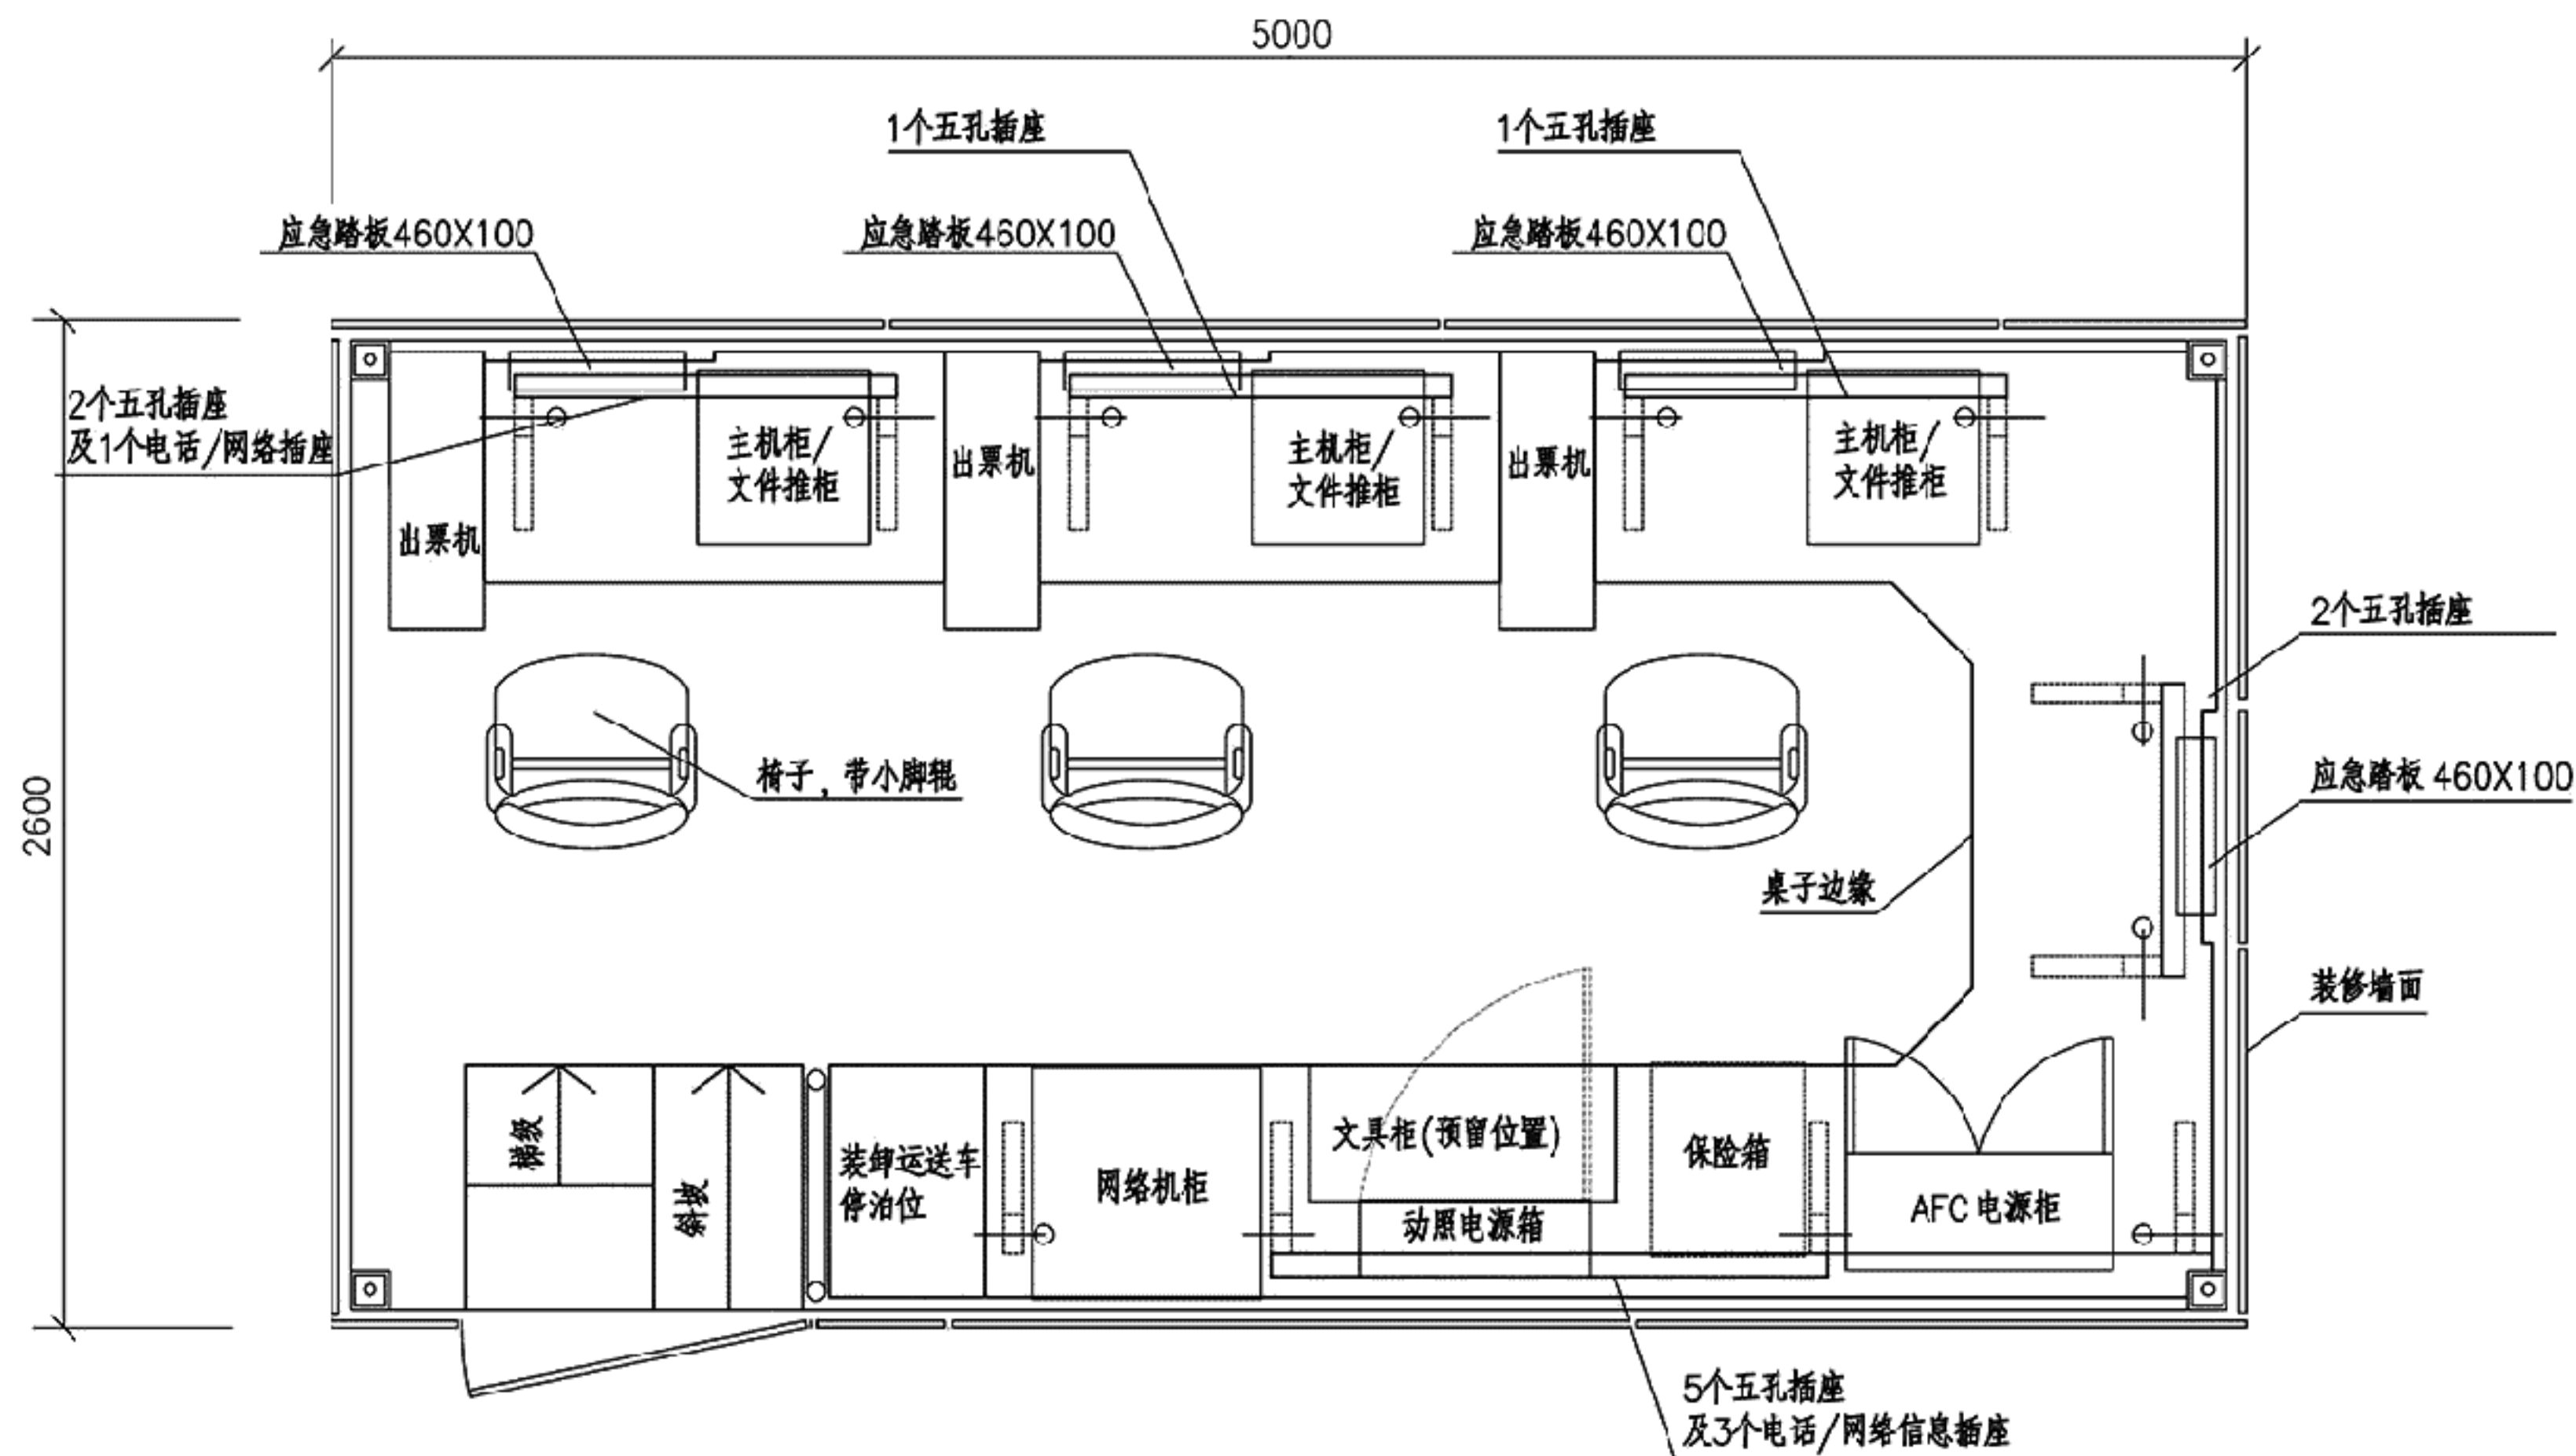 5000
1个五孔插座
1个五孔插座
应急踏板460X100
应急踏板460X100
应急踏板460X100
2个五孔插座
及1个电话/网络插座
出票机
主机柜/
文件推柜
出票机
主机柜/
文件推柜
出票机
主机柜/
文件推柜
2个五孔插座
2600
椅子，带小脚辊
应急踏板 460X100
桌子边缘
装修墙面
梯级
斜坡
装卸运送车
停泊位
网络机柜
文具柜(预留位置)
动照电源箱
保险箱
AFC 电源柜
5个五孔插座
及3个电话/网络信息插座